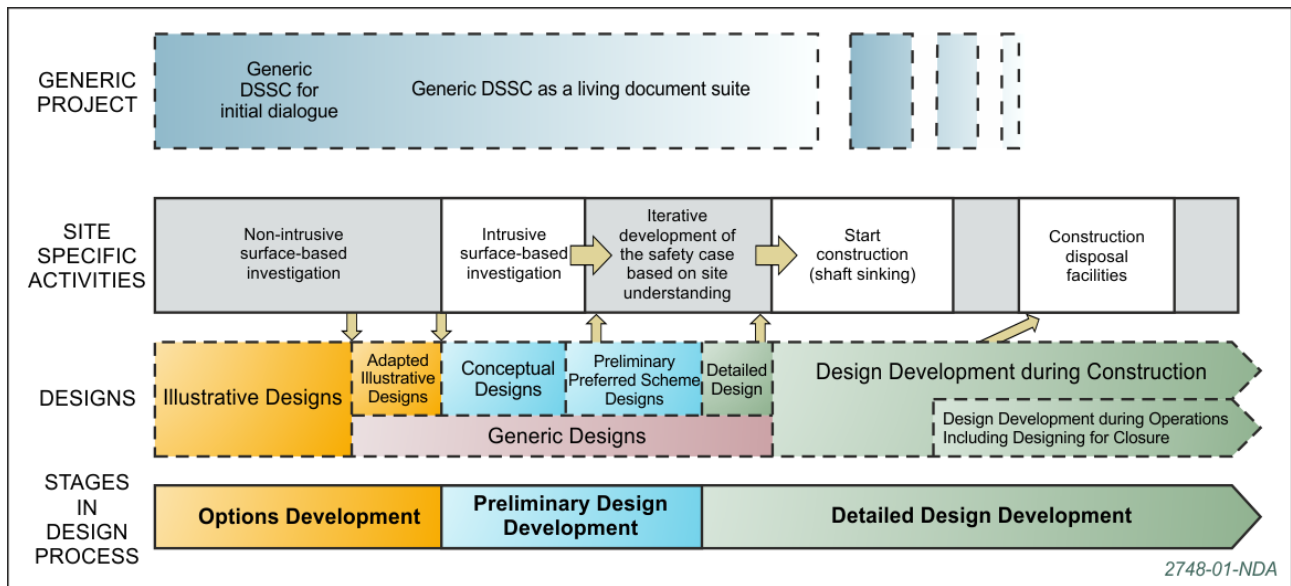 GENERIC
PROJECT
Generic
DSSC for
initial dialogue
Generic DSSC as a living document suite
SITE
SPECIFIC
ACTIVITIES
Non-intrusive
surface-based
investigation
Intrusive
surface-based
investigation
Iterative
development of
the safety case
based on site
understanding
Start
construction
(shaft sinking)
Construction
disposal
facilities
DESIGNS
Illustrative Designs
Adapted
Illustrative
Designs
Conceptual
Designs
Preliminary
Preferred Scheme
Designs
Detailed
Design
Generic Designs
Design Development during Construction
Design Development during Operations
Including Designing for Closure
STAGES
IN
DESIGN
PROCESS
Options Development
Preliminary Design
Development
Detailed Design Development
2748-01-NDA